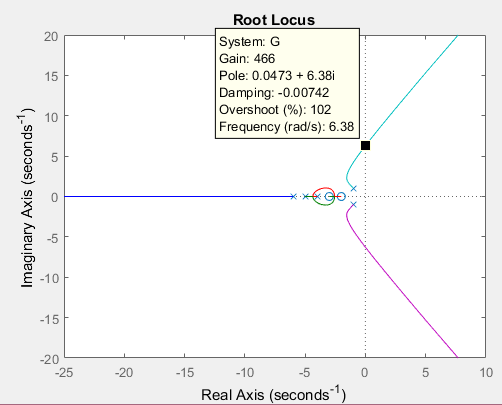 Root Locus
System: G
Gain: 466
Pole: 0.0473 + 6.38i
Damping: -0.00742
Overshoot (%): 102
Frequency (rad/s): 6.38
20
15
10
5
0
-5
-10
-15
-20
Imaginary Axis (seconds⁻¹)
-25
-20
-15
-10
-5
0
5
10
Real Axis (seconds⁻¹)